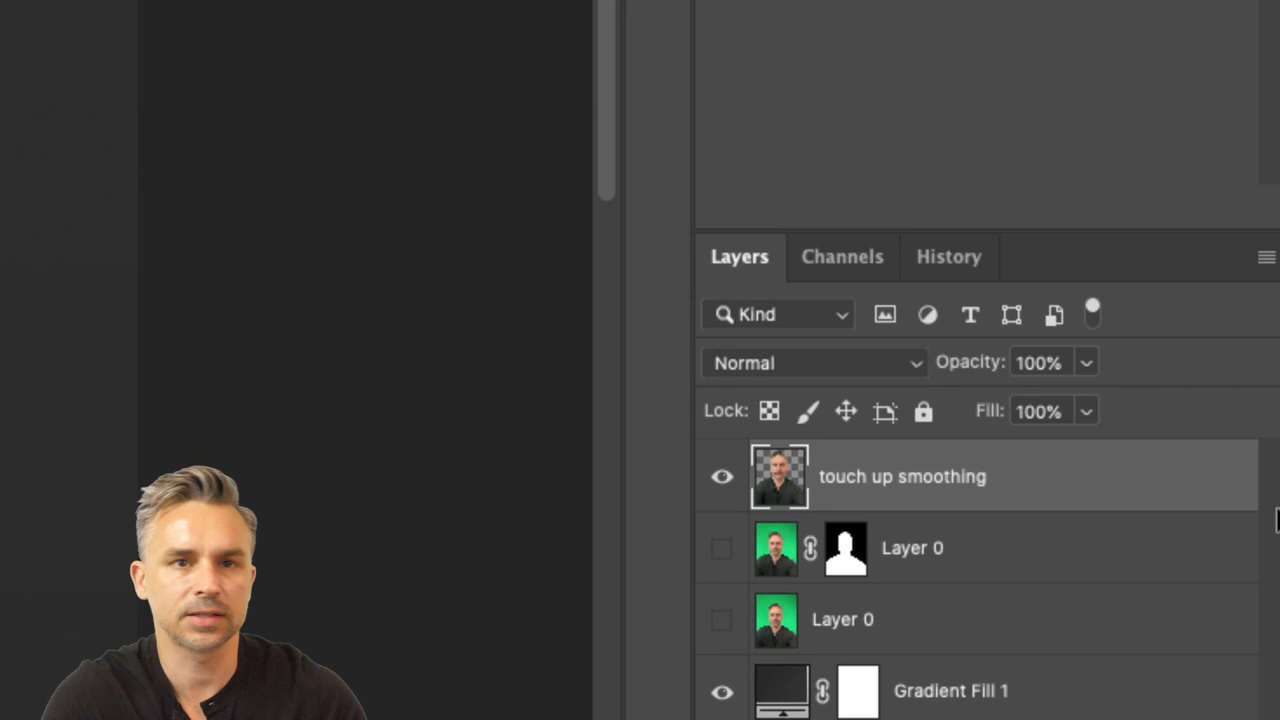 Layers Channels History
Kind
Normal Opacity: 100%
Lock: Fill: 100%
touch up smoothing
Layer 0
Layer 0
Gradient Fill 1